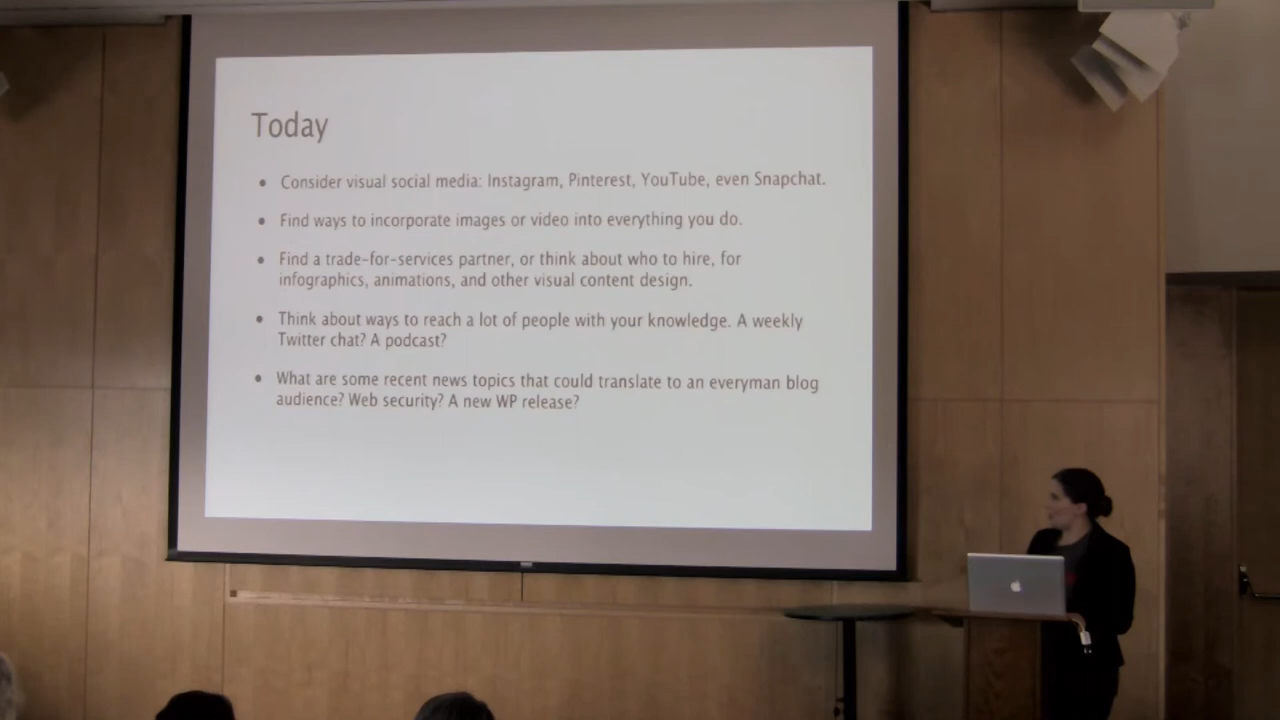 Today
• Consider visual social media: Instagram, Pinterest, YouTube, even Snapchat.
• Find ways to incorporate images or video into everything you do.
• Find a trade-for-services partner, or think about who to hire, for
infographics, animations, and other visual content design.
• Think about ways to reach a lot of people with your knowledge. A weekly
Twitter chat? A podcast?
• What are some recent news topics that could translate to an everyman blog
audience? Web security? A new WP release?